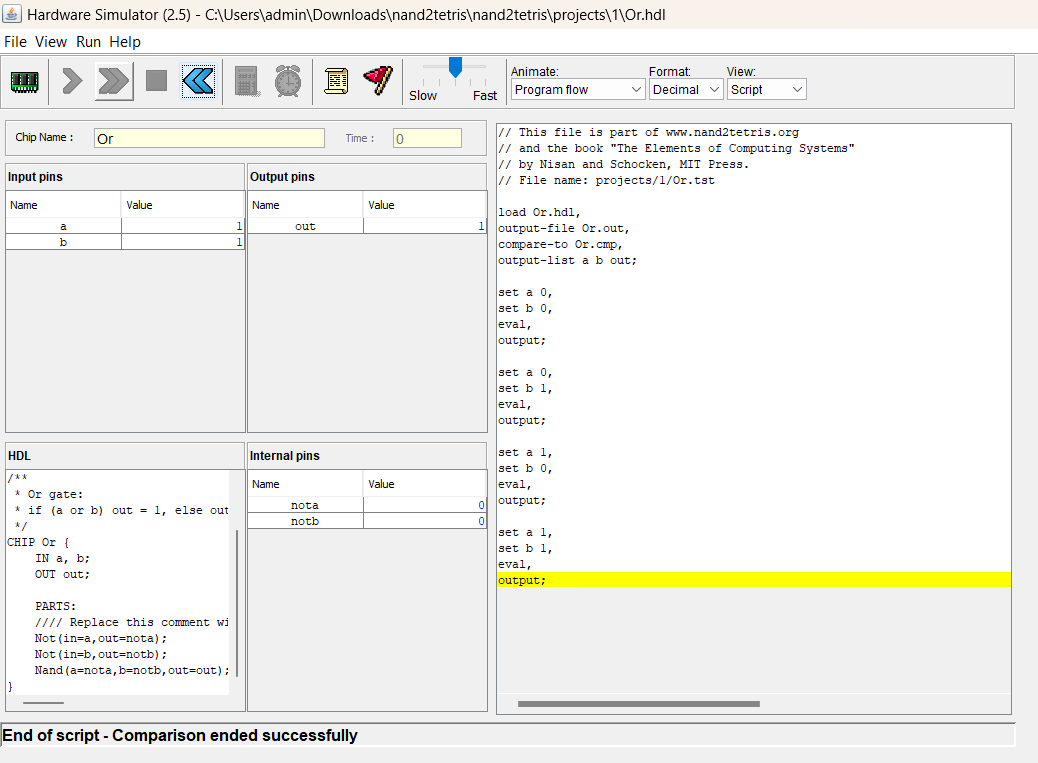 Hardware Simulator (2.5) - C:\Users\admin\Downloads\nand2tetris\nand2tetris\projects\1\Or.hdl
File View Run Help
Slow Fast
Animate: Format: View:
Program flow Decimal Script
Chip Name : Or Time : 0
Input pins
Name Value
a 1
b 1
Output pins
Name Value
out 1
HDL
/**
 * Or gate:
 * if (a or b) out = 1, else out
 */
CHIP Or {
    IN a, b;
    OUT out;

    PARTS:
    //// Replace this comment wi
    Not(in=a,out=nota);
    Not(in=b,out=notb);
    Nand(a=nota,b=notb,out=out);
}
Internal pins
Name Value
nota 0
notb 0
// This file is part of www.nand2tetris.org
// and the book "The Elements of Computing Systems"
// by Nisan and Schocken, MIT Press.
// File name: projects/1/Or.tst

load Or.hdl,
output-file Or.out,
compare-to Or.cmp,
output-list a b out;

set a 0,
set b 0,
eval,
output;

set a 0,
set b 1,
eval,
output;

set a 1,
set b 0,
eval,
output;

set a 1,
set b 1,
eval,
output;
End of script - Comparison ended successfully